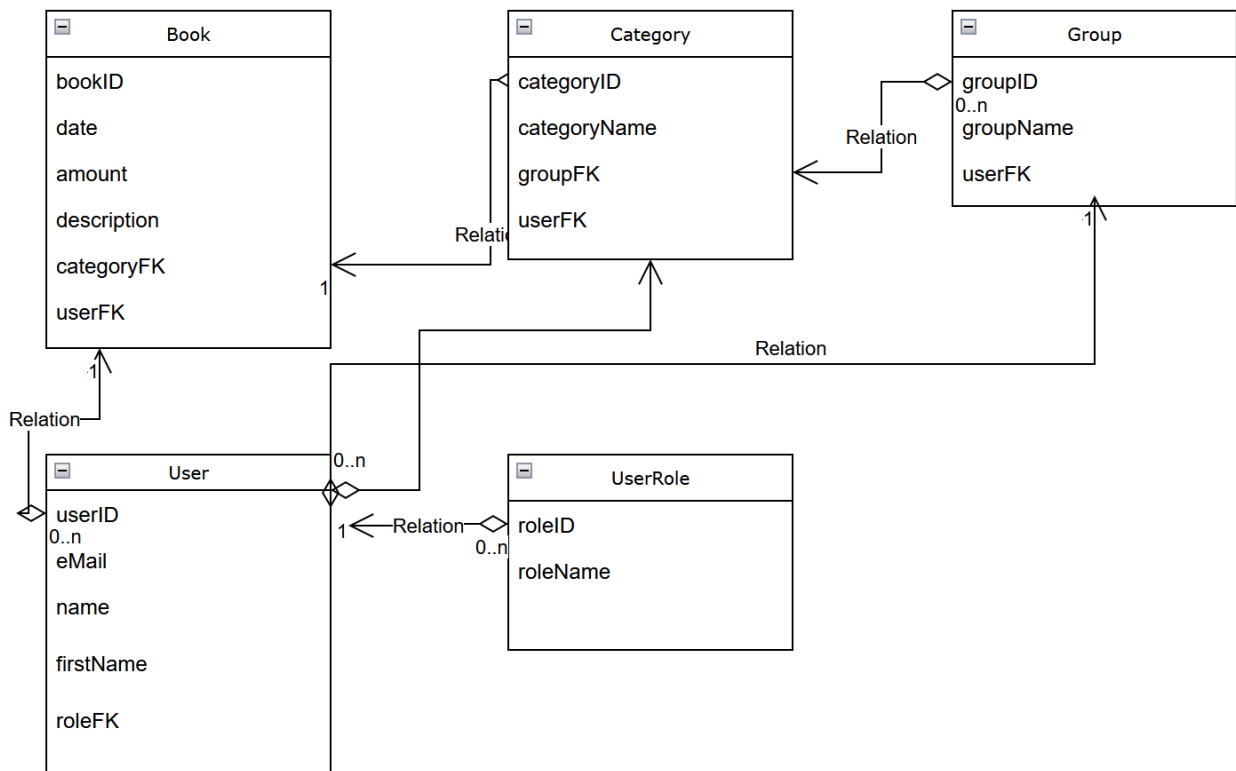 Book
bookID
date
amount
description
categoryFK
userFK
Category
categoryID
categoryName
groupFK
userFK
Group
groupID
0..n
groupName
userFK
1
Relation
1
Relation
1
Relation
0..n
User
userID
0..n
eMail
name
firstName
roleFK
1
Relation
0..n
UserRole
roleID
roleName